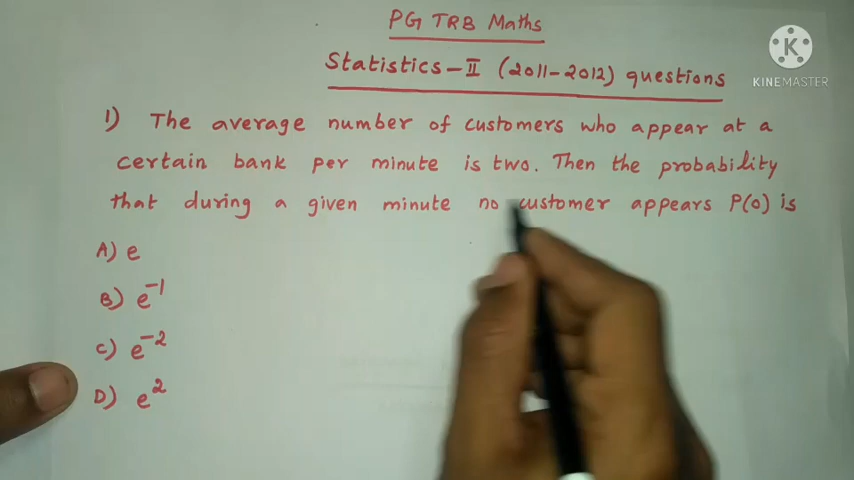 PG TRB Maths
Statistics-II (2011-2012) questions
K
KINEMASTER
1) The average number of customers who appear at a
certain bank per minute is two. Then the probability
that during a given minute no customer appears P(0) is
A) e
B) e⁻¹
C) e⁻²
D) e²